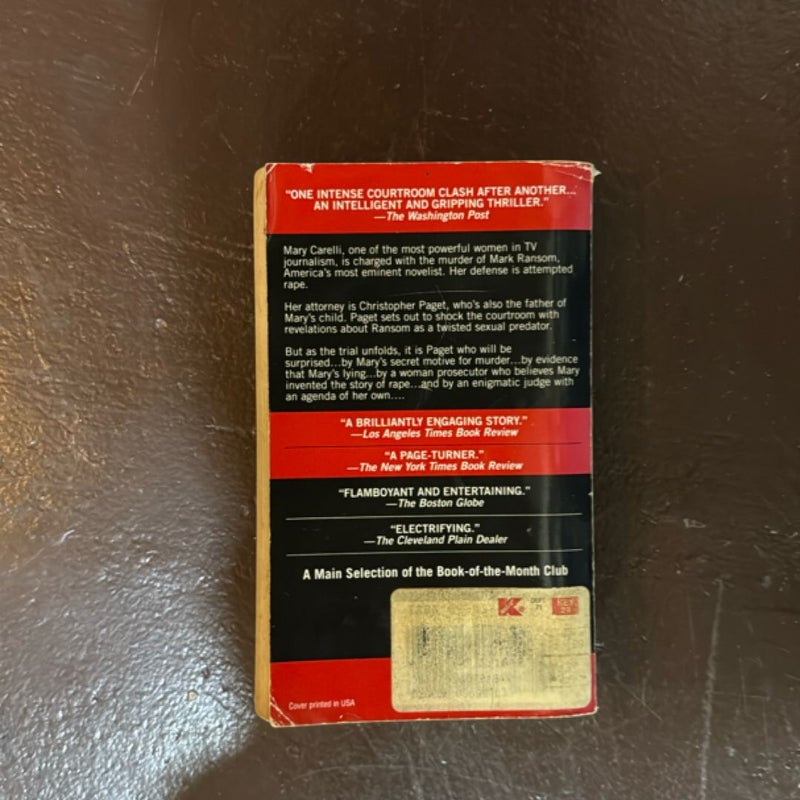 “ONE INTENSE COURTROOM CLASH AFTER ANOTHER...
AN INTELLIGENT AND GRIPPING THRILLER.”
—The Washington Post
Mary Carelli, one of the most powerful women in TV
journalism, is charged with the murder of Mark Ransom,
America's most eminent novelist. Her defense is attempted
rape.
Her attorney is Christopher Paget, who's also the father of
Mary's child. Paget sets out to shock the courtroom with
revelations about Ransom as a twisted sexual predator.
But as the trial unfolds, it is Paget who will be
surprised...by Mary's secret motive for murder...by evidence
that Mary's lying...by a woman prosecutor who believes Mary
invented the story of rape...and by an enigmatic judge with
an agenda of her own....
“A BRILLIANTLY ENGAGING STORY.”
—Los Angeles Times Book Review
“A PAGE-TURNER.”
—The New York Times Book Review
“FLAMBOYANT AND ENTERTAINING.”
—The Boston Globe
“ELECTRIFYING.”
—The Cleveland Plain Dealer
A Main Selection of the Book-of-the-Month Club
K
KEY
Cover printed in USA